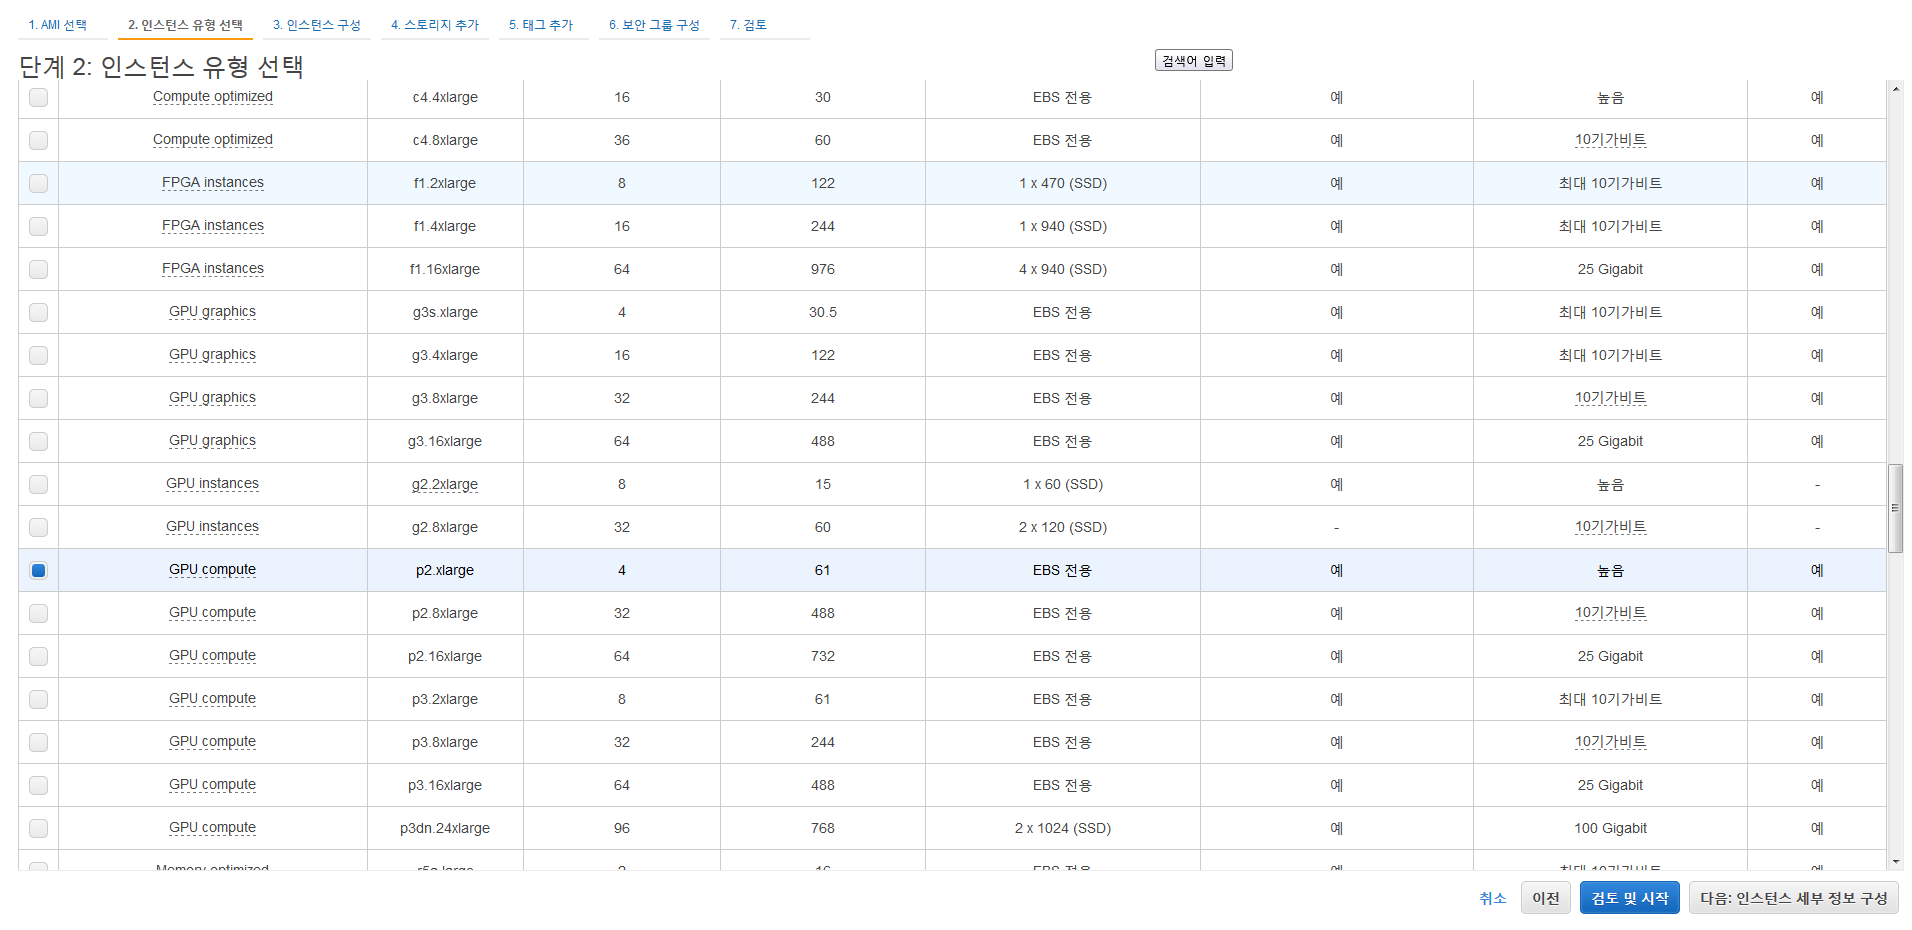 1. AMI 선택 2. 인스턴스 유형 선택 3. 인스턴스 구성 4. 스토리지 추가 5. 태그 추가 6. 보안 그룹 구성 7. 검토
단계 2: 인스턴스 유형 선택 검색어 입력
Compute optimized c4.4xlarge 16 30 EBS 전용 예 높음 예
Compute optimized c4.8xlarge 36 60 EBS 전용 예 10기가비트 예
FPGA instances f1.2xlarge 8 122 1 x 470 (SSD) 예 최대 10기가비트 예
FPGA instances f1.4xlarge 16 244 1 x 940 (SSD) 예 최대 10기가비트 예
FPGA instances f1.16xlarge 64 976 4 x 940 (SSD) 예 25 Gigabit 예
GPU graphics g3s.xlarge 4 30.5 EBS 전용 예 최대 10기가비트 예
GPU graphics g3.4xlarge 16 122 EBS 전용 예 최대 10기가비트 예
GPU graphics g3.8xlarge 32 244 EBS 전용 예 10기가비트 예
GPU graphics g3.16xlarge 64 488 EBS 전용 예 25 Gigabit 예
GPU instances g2.2xlarge 8 15 1 x 60 (SSD) 예 높음 -
GPU instances g2.8xlarge 32 60 2 x 120 (SSD) - 10기가비트 -
GPU compute p2.xlarge 4 61 EBS 전용 예 높음 예
GPU compute p2.8xlarge 32 488 EBS 전용 예 10기가비트 예
GPU compute p2.16xlarge 64 732 EBS 전용 예 25 Gigabit 예
GPU compute p3.2xlarge 8 61 EBS 전용 예 최대 10기가비트 예
GPU compute p3.8xlarge 32 244 EBS 전용 예 10기가비트 예
GPU compute p3.16xlarge 64 488 EBS 전용 예 25 Gigabit 예
GPU compute p3dn.24xlarge 96 768 2 x 1024 (SSD) 예 100 Gigabit 예
Memory optimized r5a.large 2 16 EBS 전용 예 최대 10기가비트 예
취소 이전 검토 및 시작 다음: 인스턴스 세부 정보 구성